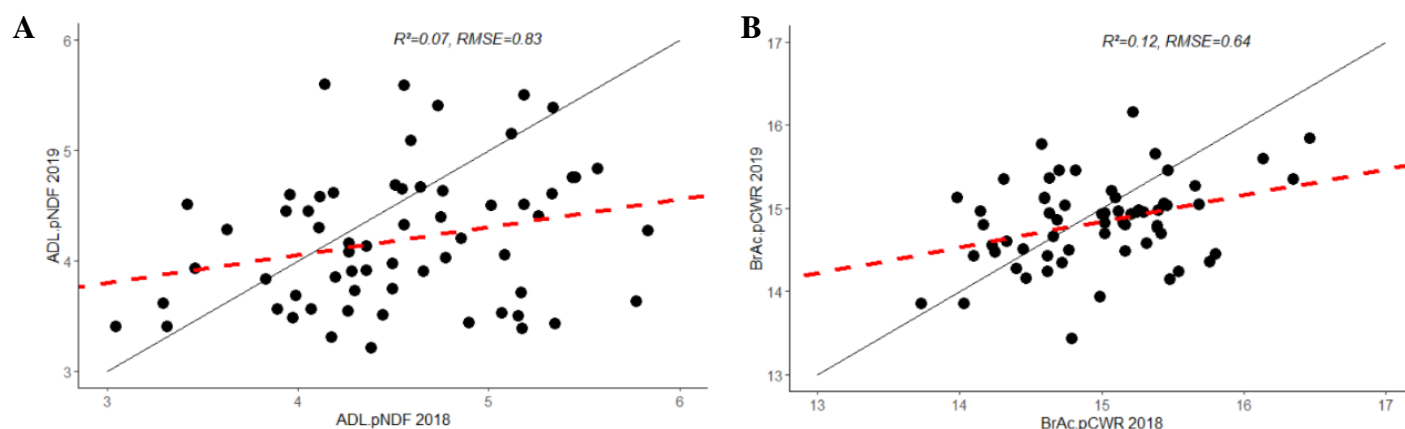 A
R²=0.07, RMSE=0.83
6
5
4
3
ADL.pNDF 2019
3
4
5
6
ADL.pNDF 2018
B
R²=0.12, RMSE=0.64
17
16
15
14
13
BrAc.pCWR 2019
13
14
15
16
17
BrAc.pCWR 2018